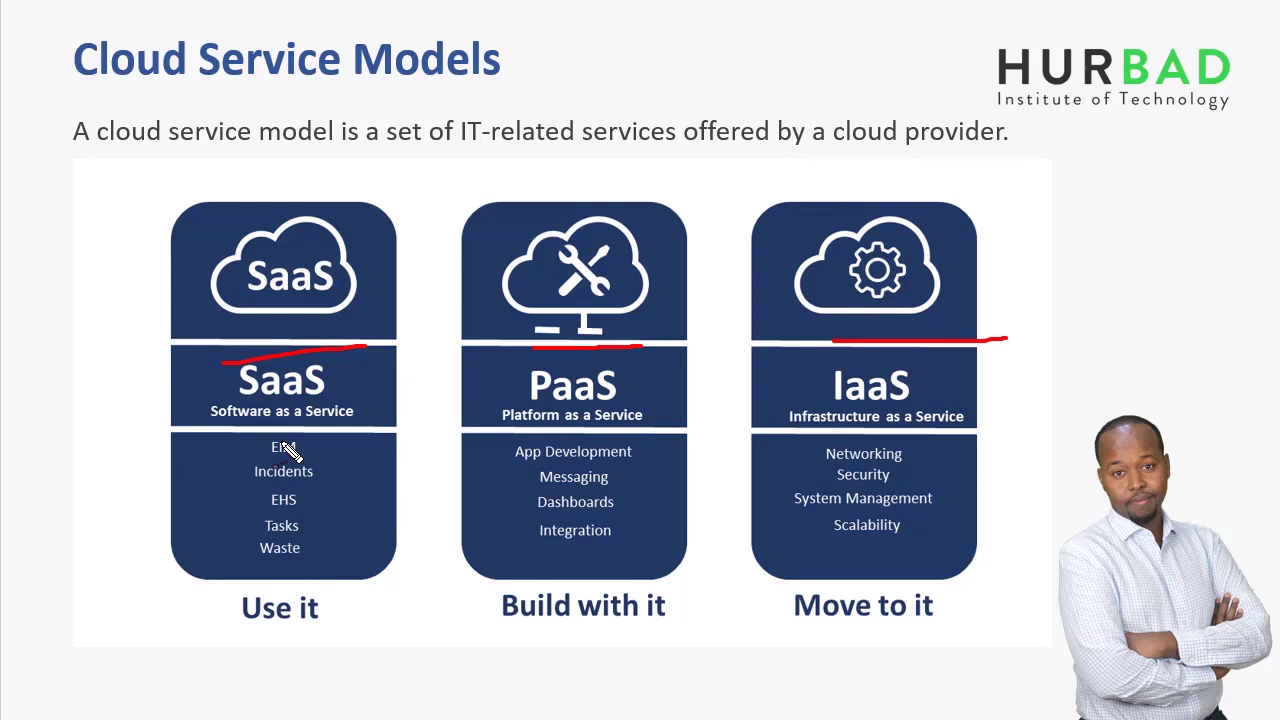 Cloud Service Models
HURBAD
Institute of Technology
A cloud service model is a set of IT-related services offered by a cloud provider.
SaaS
SaaS
Software as a Service
Incidents
EHS
Tasks
Waste
Use it
PaaS
Platform as a Service
App Development
Messaging
Dashboards
Integration
Build with it
IaaS
Infrastructure as a Service
Networking
Security
System Management
Scalability
Move to it